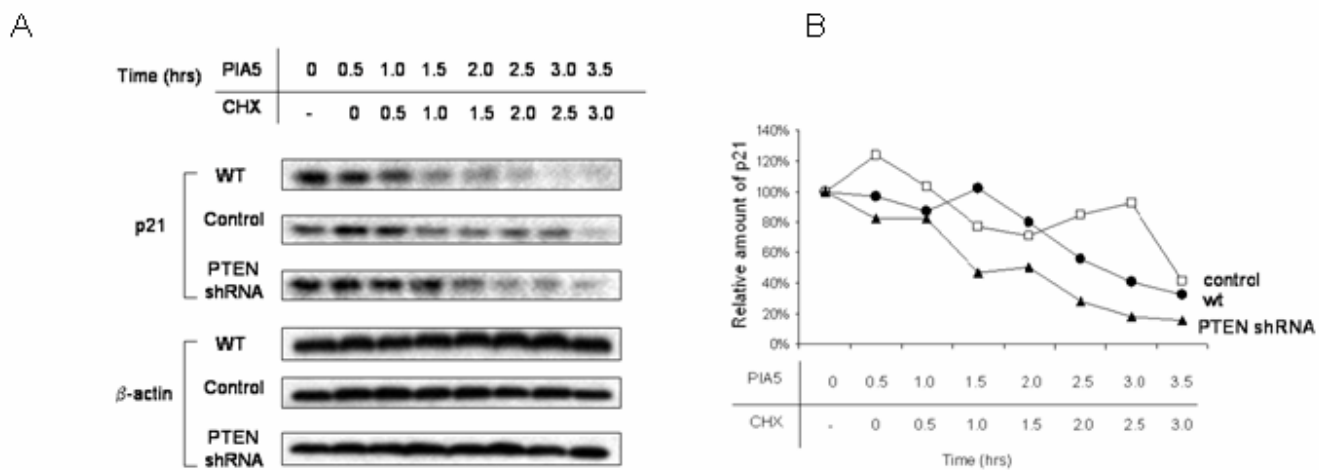 A
Time (hrs) PIA5 0 0.5 1.0 1.5 2.0 2.5 3.0 3.5
CHX - 0 0.5 1.0 1.5 2.0 2.5 3.0
p21
WT
Control
PTEN
shRNA
β-actin
WT
Control
PTEN
shRNA
B
Relative amount of p21
140%
120%
100%
80%
60%
40%
20%
0%
control
wt
PTEN shRNA
PIA5 0 0.5 1.0 1.5 2.0 2.5 3.0 3.5
CHX - 0 0.5 1.0 1.5 2.0 2.5 3.0
Time (hrs)